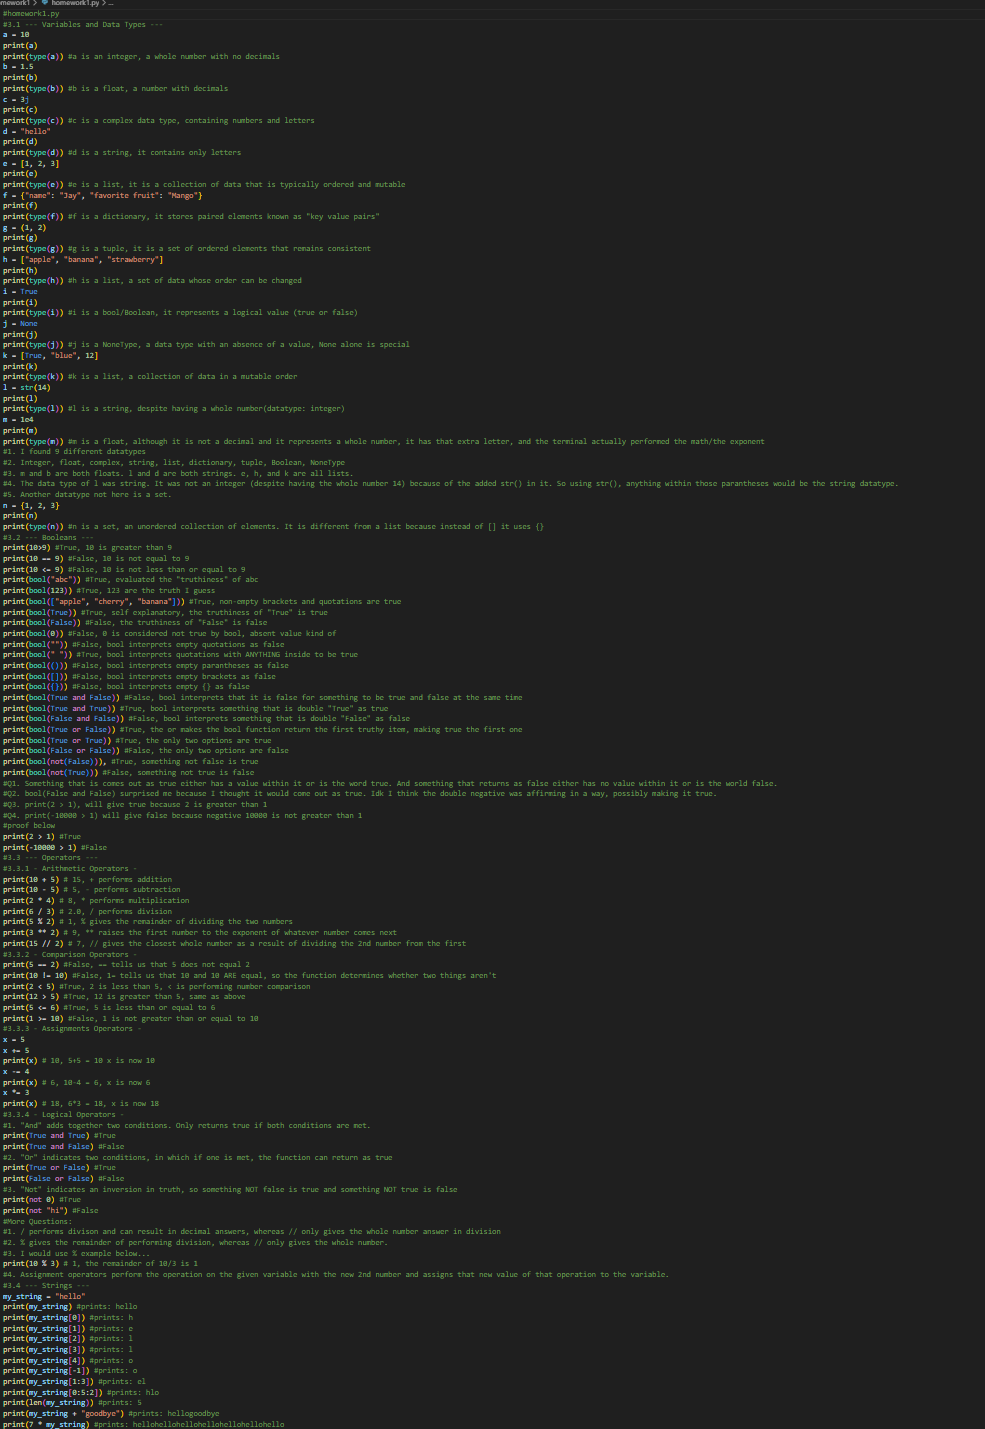 homework1 > homework1.py > ...
#homework1.py
#3.1 --- Variables and Data Types ---
a = 10
print(a)
print(type(a)) #a is an integer, a whole number with no decimals
b = 1.5
print(b)
print(type(b)) #b is a float, a number with decimals
c = 3j
print(c)
print(type(c)) #c is a complex data type, containing numbers and letters
d = "hello"
print(d)
print(type(d)) #d is a string, it contains only letters
e = [1, 2, 3]
print(e)
print(type(e)) #e is a list, it is a collection of data that is typically ordered and mutable
f = {"name": "Jay", "favorite fruit": "Mango"}
print(f)
print(type(f)) #f is a dictionary, it stores paired elements known as "key value pairs"
g = (1, 2)
print(g)
print(type(g)) #g is a tuple, it is a set of ordered elements that remains consistent
h = ["apple", "banana", "strawberry"]
print(h)
print(type(h)) #h is a list, a set of data whose order can be changed
i = True
print(i)
print(type(i)) #i is a bool/Boolean, it represents a logical value (true or false)
j = None
print(j)
print(type(j)) #j is a NoneType, a data type with an absence of a value, None alone is special
k = [True, "blue", 12]
print(k)
print(type(k)) #k is a list, a collection of data in a mutable order
l = str(14)
print(l)
print(type(l)) #l is a string, despite having a whole number(datatype: integer)
m = 1e4
print(m)
print(type(m)) #m is a float, although it is not a decimal and it represents a whole number, it has that extra letter, and the terminal actually performed the math/the exponent
#1. I found 9 different datatypes
#2. Integer, float, complex, string, list, dictionary, tuple, Boolean, NoneType
#3. m and b are both floats. l and d are both strings. e, h, and k are all lists.
#4. The data type of l was string. It was not an integer (despite having the whole number 14) because of the added str() in it. So using str(), anything within those parantheses would be the string datatype.
#5. Another datatype not here is a set.
n = {1, 2, 3}
print(n)
print(type(n)) #n is a set, an unordered collection of elements. It is different from a list because instead of [] it uses {}
#3.2 --- Booleans ---
print(10>9) #True, 10 is greater than 9
print(10 == 9) #False, 10 is not equal to 9
print(10 <= 9) #False, 10 is not less than or equal to 9
print(bool("abc")) #True, evaluated the "truthiness" of abc
print(bool(123)) #True, 123 are the truth I guess
print(bool(["apple", "cherry", "banana"])) #True, non-empty brackets and quotations are true
print(bool(True)) #True, self explanatory, the truthiness of "True" is true
print(bool(False)) #False, the truthiness of "False" is false
print(bool(0)) #False, 0 is considered not true by bool, absent value kind of
print(bool("")) #False, bool interprets empty quotations as false
print(bool(" ")) #True, bool interprets quotations with ANYTHING inside to be true
print(bool(())) #False, bool interprets empty parantheses as false
print(bool([])) #False, bool interprets empty brackets as false
print(bool({})) #False, bool interprets empty {} as false
print(bool(True and False)) #False, bool interprets that it is false for something to be true and false at the same time
print(bool(True and True)) #True, bool interprets something that is double "True" as true
print(bool(False and False)) #False, bool interprets something that is double "False" as false
print(bool(True or False)) #True, the or makes the bool function return the first truthy item, making true the first one
print(bool(True or True)) #True, the only two options are true
print(bool(False or False)) #False, the only two options are false
print(bool(not(False))), #True, something not false is true
print(bool(not(True))) #False, something not true is false
#Q1. Something that is comes out as true either has a value within it or is the word true. And something that returns as false either has no value within it or is the world false.
#Q2. bool(False and False) surprised me because I thought it would come out as true. Idk I think the double negative was affirming in a way, possibly making it true.
#Q3. print(2 > 1), will give true because 2 is greater than 1
#Q4. print(-10000 > 1) will give false because negative 10000 is not greater than 1
#proof below
print(2 > 1) #True
print(-10000 > 1) #False
#3.3 --- Operators ---
#3.3.1 - Arithmetic Operators -
print(10 + 5) # 15, + performs addition
print(10 - 5) # 5, - performs subtraction
print(2 * 4) # 8, * performs multiplication
print(6 / 3) # 2.0, / performs division
print(5 % 2) # 1, % gives the remainder of dividing the two numbers
print(3 ** 2) # 9, ** raises the first number to the exponent of whatever number comes next
print(15 // 2) # 7, // gives the closest whole number as a result of dividing the 2nd number from the first
#3.3.2 - Comparison Operators -
print(5 == 2) #False, == tells us that 5 does not equal 2
print(10 != 10) #False, != tells us that 10 and 10 ARE equal, so the function determines whether two things aren't
print(2 < 5) #True, 2 is less than 5, < is performing number comparison
print(12 > 5) #True, 12 is greater than 5, same as above
print(5 <= 6) #True, 5 is less than or equal to 6
print(1 >= 10) #False, 1 is not greater than or equal to 10
#3.3.3 - Assignments Operators -
x = 5
x += 5
print(x) # 10, 5+5 = 10 x is now 10
x -= 4
print(x) # 6, 10-4 = 6, x is now 6
x *= 3
print(x) # 18, 6*3 = 18, x is now 18
#3.3.4 - Logical Operators -
#1. "And" adds together two conditions. Only returns true if both conditions are met.
print(True and True) #True
print(True and False) #False
#2. "Or" indicates two conditions, in which if one is met, the function can return as true
print(True or False) #True
print(False or False) #False
#3. "Not" indicates an inversion in truth, so something NOT false is true and something NOT true is false
print(not 0) #True
print(not "hi") #False
#More Questions:
#1. / performs divison and can result in decimal answers, whereas // only gives the whole number answer in division
#2. % gives the remainder of performing division, whereas // only gives the whole number.
#3. I would use % example below...
print(10 % 3) # 1, the remainder of 10/3 is 1
#4. Assignment operators perform the operation on the given variable with the new 2nd number and assigns that new value of that operation to the variable.
#3.4 --- Strings ---
my_string = "hello"
print(my_string) #prints: hello
print(my_string[0]) #prints: h
print(my_string[1]) #prints: e
print(my_string[2]) #prints: l
print(my_string[3]) #prints: l
print(my_string[4]) #prints: o
print(my_string[-1]) #prints: o
print(my_string[1:3]) #prints: el
print(my_string[0:5:2]) #prints: hlo
print(len(my_string)) #prints: 5
print(my_string + "goodbye") #prints: hellogoodbye
print(7 * my_string) #prints: hellohellohellohellohellohellohello